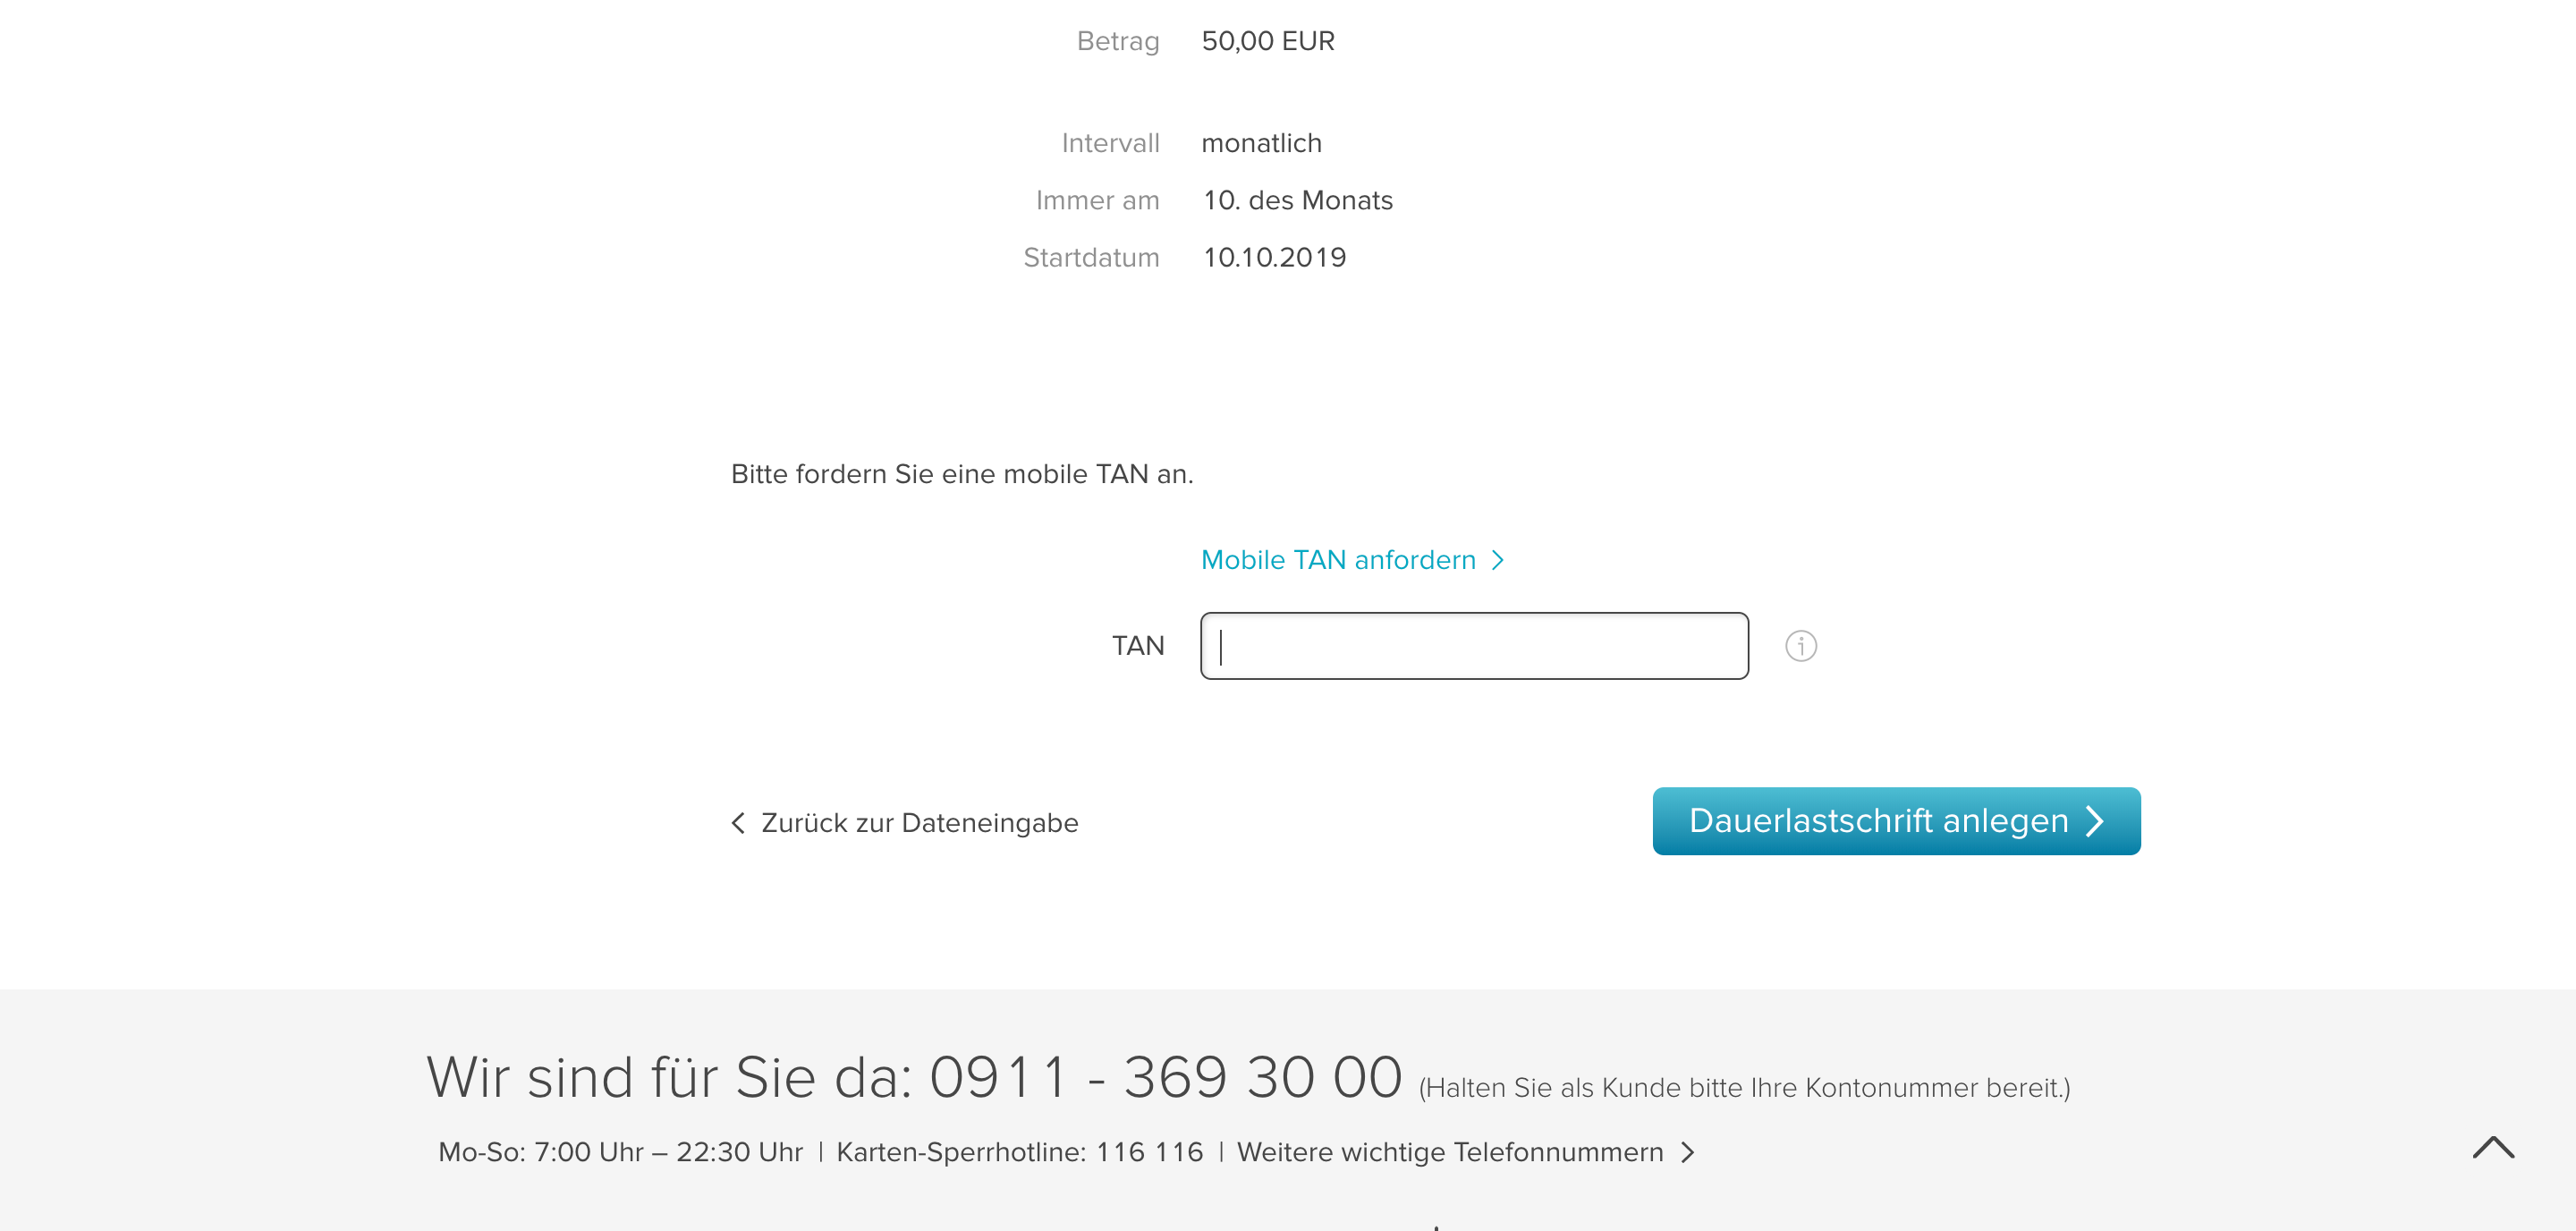 Betrag 50,00 EUR
Intervall monatlich
Immer am 10. des Monats
Startdatum 10.10.2019
Bitte fordern Sie eine mobile TAN an.
Mobile TAN anfordern
TAN
Zurück zur Dateneingabe
Dauerlastschrift anlegen
Wir sind für Sie da: 0911 - 369 30 00 (Halten Sie als Kunde bitte Ihre Kontonummer bereit.)
Mo-So: 7:00 Uhr – 22:30 Uhr | Karten-Sperrhotline: 116 116 | Weitere wichtige Telefonnummern